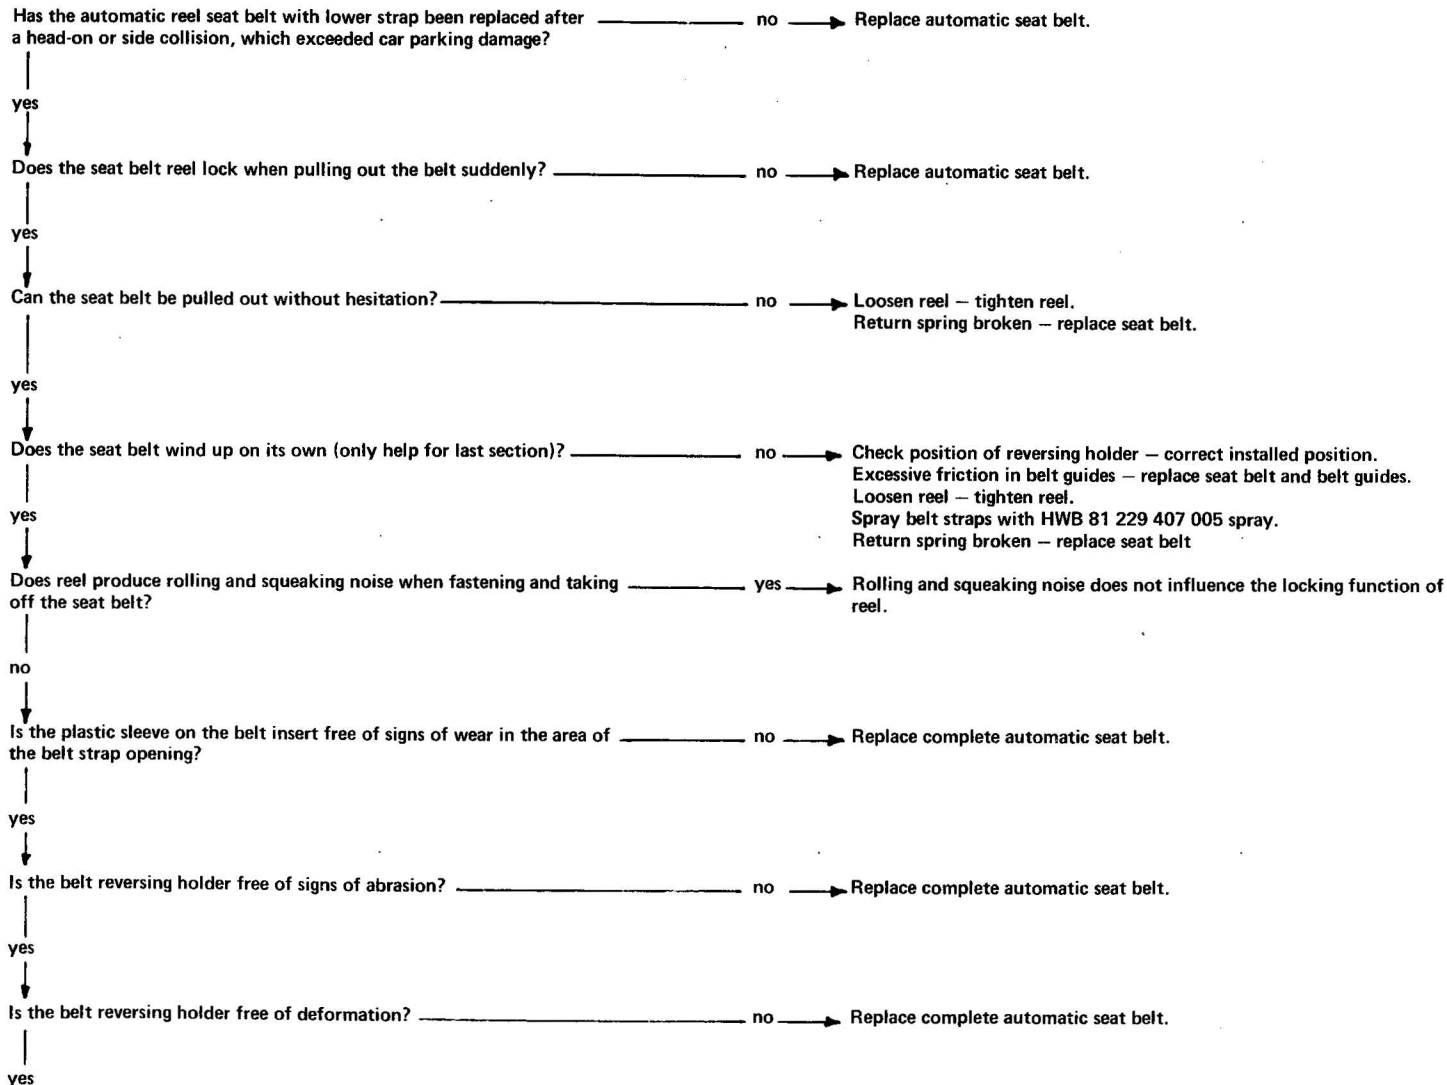 Has the automatic reel seat belt with lower strap been replaced after no Replace automatic seat belt.
a head-on or side collision, which exceeded car parking damage?
yes
Does the seat belt reel lock when pulling out the belt suddenly? no Replace automatic seat belt.
yes
Can the seat belt be pulled out without hesitation? no Loosen reel — tighten reel.
Return spring broken — replace seat belt.
yes
Does the seat belt wind up on its own (only help for last section)? no Check position of reversing holder — correct installed position.
Excessive friction in belt guides — replace seat belt and belt guides.
Loosen reel — tighten reel.
yes
Spray belt straps with HWB 81 229 407 005 spray.
Return spring broken — replace seat belt
Does reel produce rolling and squeaking noise when fastening and taking yes Rolling and squeaking noise does not influence the locking function of
off the seat belt? reel.
no
Is the plastic sleeve on the belt insert free of signs of wear in the area of no Replace complete automatic seat belt.
the belt strap opening?
yes
Is the belt reversing holder free of signs of abrasion? no Replace complete automatic seat belt.
yes
Is the belt reversing holder free of deformation? no Replace complete automatic seat belt.
yes